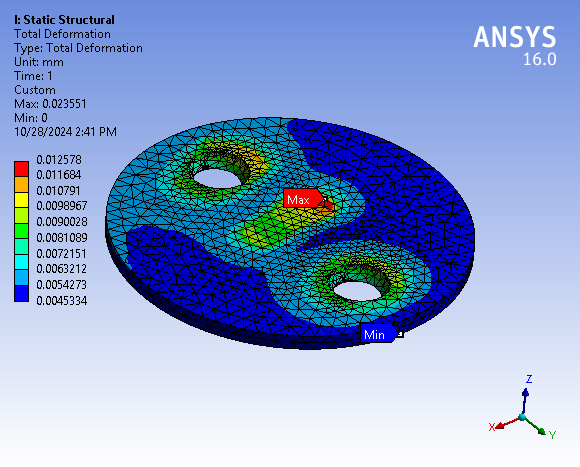 I: Static Structural
Total Deformation
Type: Total Deformation
Unit: mm
Time: 1
Custom
Max: 0.023551
Min: 0
10/28/2024 2:41 PM
ANSYS
16.0
0.012578
0.011684
0.010791
0.0098967
0.0090028
0.0081089
0.0072151
0.0063212
0.0054273
0.0045334
Max
Min
Z
X
Y